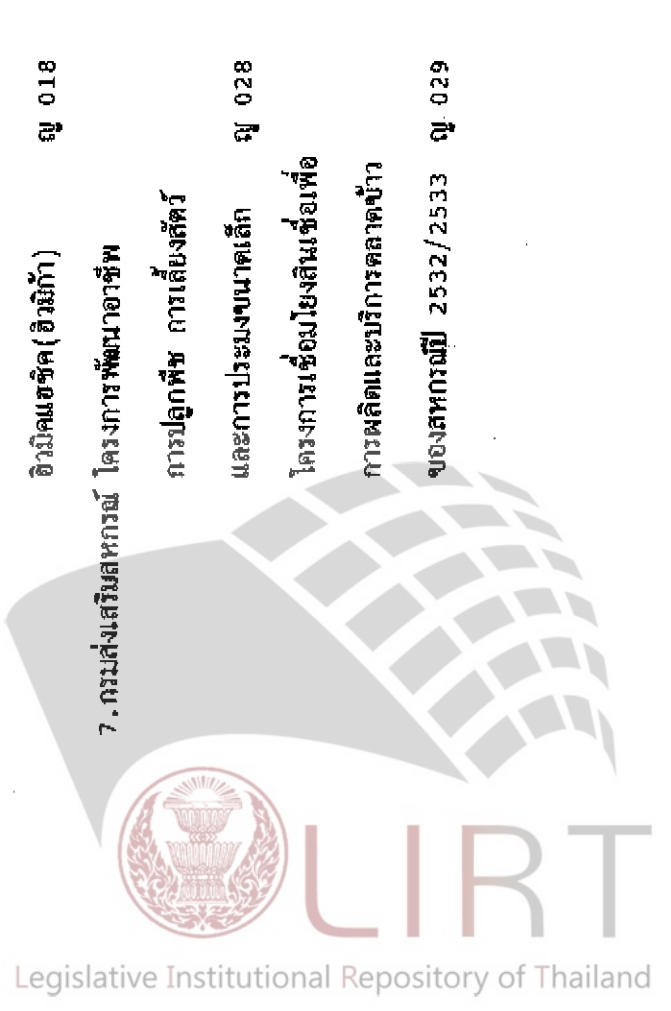 ฮิวมิคแอซิค(ฮิวมิก้า) ญ 018
7.กรมส่งเสริมสหกรณ์ โครงการพัฒนาอาชีพ
การปลูกพืช การเลี้ยงสัตว์
และการประมงขนาดเล็ก ญ 028
โครงการเชื่อมโยงสินเชื่อเพื่อ
การผลิตและบริการตลาดข้าว
ของสหกรณ์ปี 2532/2533 ญ 029
LIRT
Legislative Institutional Repository of Thailand